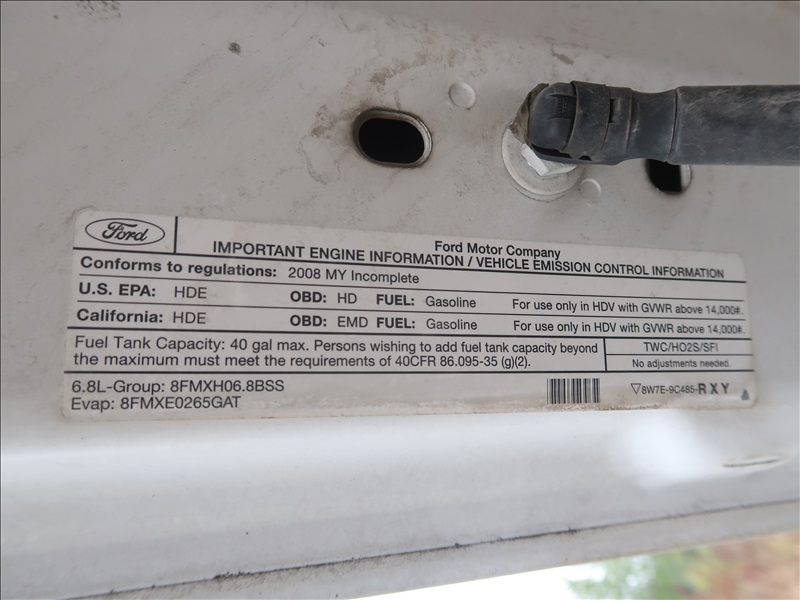 Ford
Ford Motor Company
IMPORTANT ENGINE INFORMATION / VEHICLE EMISSION CONTROL INFORMATION
Conforms to regulations: 2008 MY Incomplete
U.S. EPA: HDE OBD: HD FUEL: Gasoline For use only in HDV with GVWR above 14,000#.
California: HDE OBD: EMD FUEL: Gasoline For use only in HDV with GVWR above 14,000#.
Fuel Tank Capacity: 40 gal max. Persons wishing to add fuel tank capacity beyond
the maximum must meet the requirements of 40CFR 86.095-35 (g)(2).
TWC/HO2S/SFI
No adjustments needed.
6.8L-Group: 8FMXH06.8BSS
Evap: 8FMXE0265GAT
▽8W7E-9C485-RXY